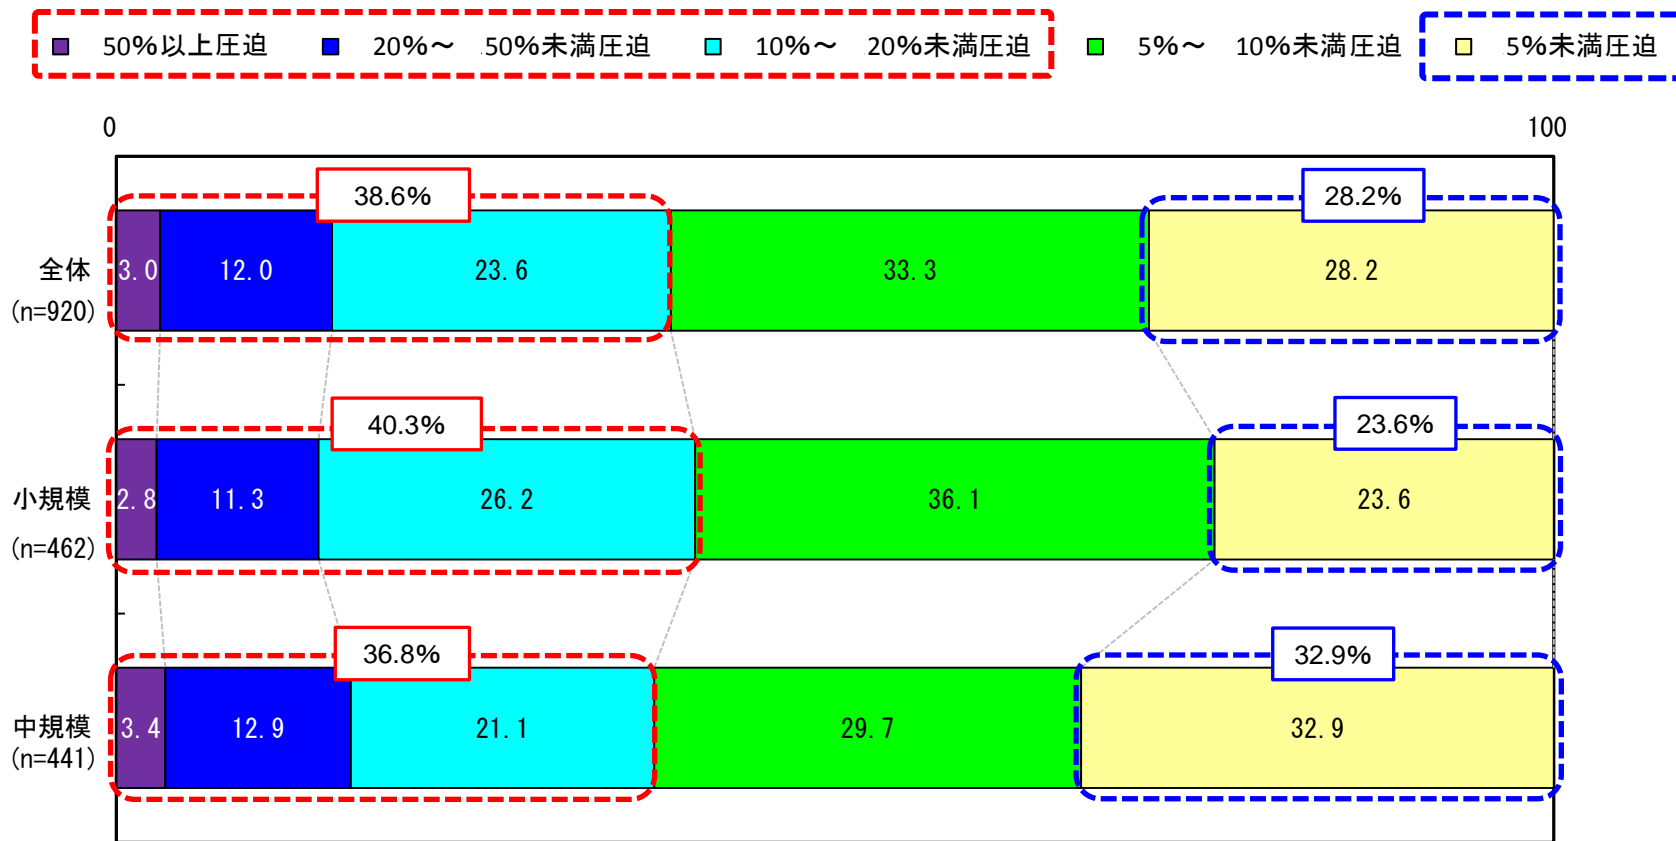 50%以上圧迫 20%～ 50%未満圧迫 10%～ 20%未満圧迫 5%～ 10%未満圧迫 5%未満圧迫
0 100
38.6% 28.2%
全体 3.0 12.0 23.6 33.3 28.2
(n=920)
40.3% 23.6%
小規模 2.8 11.3 26.2 36.1 23.6
(n=462)
36.8% 32.9%
中規模 3.4 12.9 21.1 29.7 32.9
(n=441)